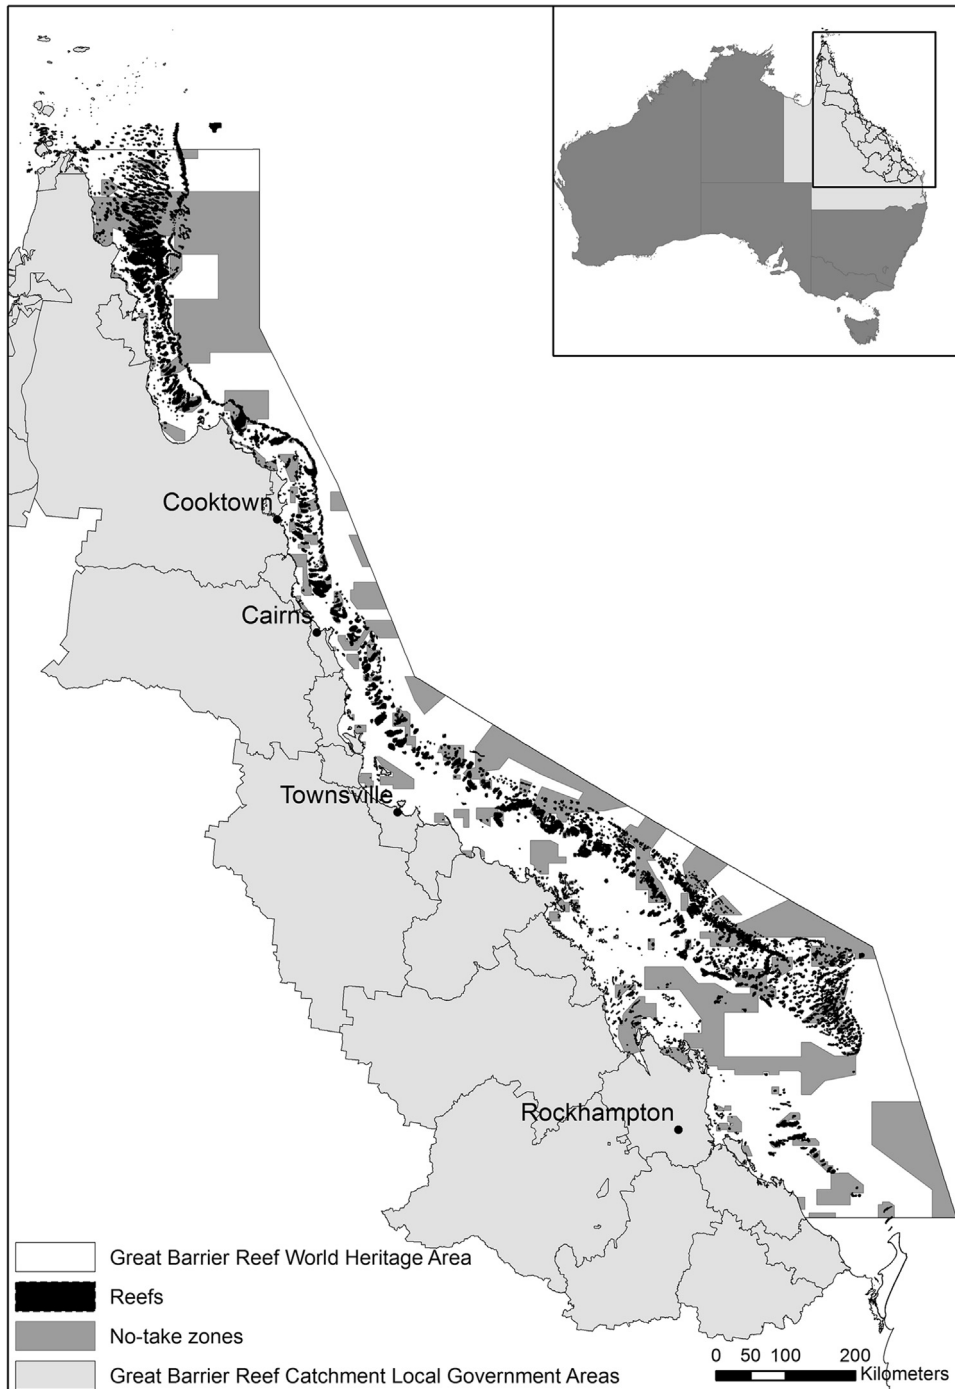 Cooktown
Cairns
Townsville
Rockhampton
Great Barrier Reef World Heritage Area
Reefs
No-take zones
Great Barrier Reef Catchment Local Government Areas
0 50 100 200
Kilometers